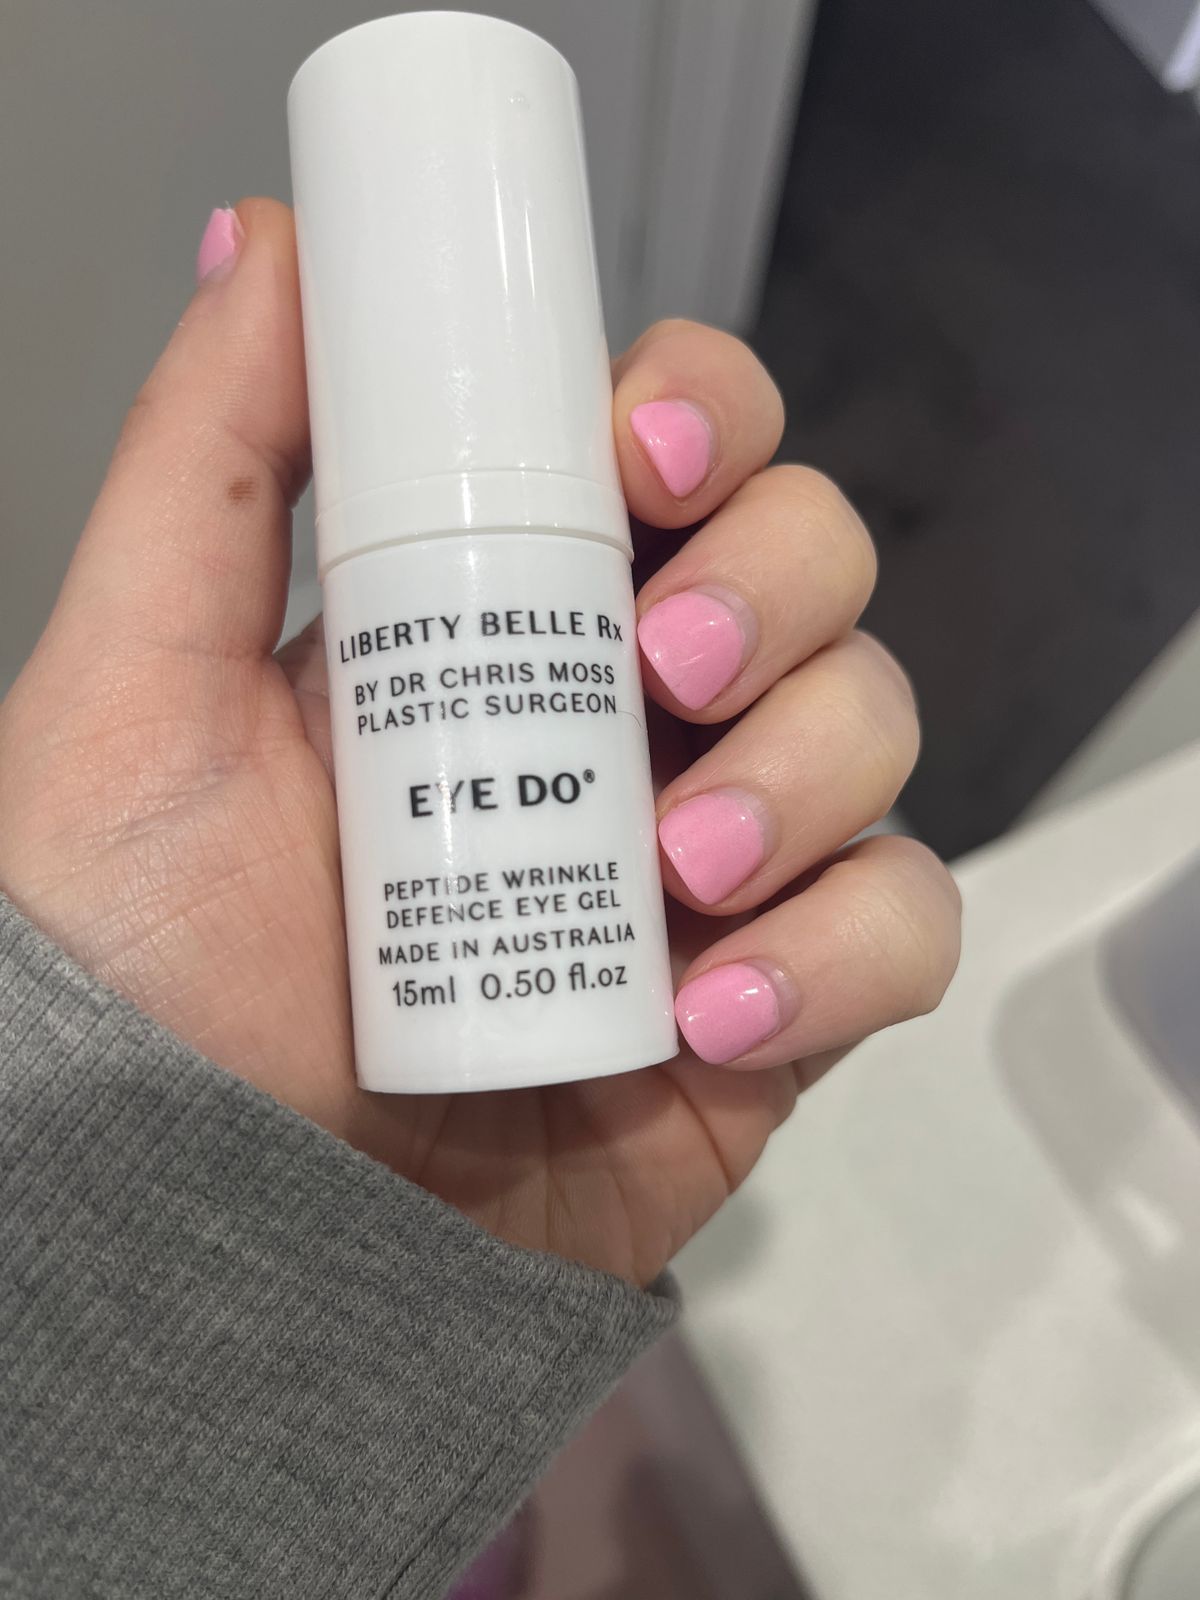 LIBERTY BELLE Rx
BY DR CHRIS MOSS
PLASTIC SURGEON
EYE DO®
PEPTIDE WRINKLE
DEFENCE EYE GEL
MADE IN AUSTRALIA
15ml 0.50 fl.oz